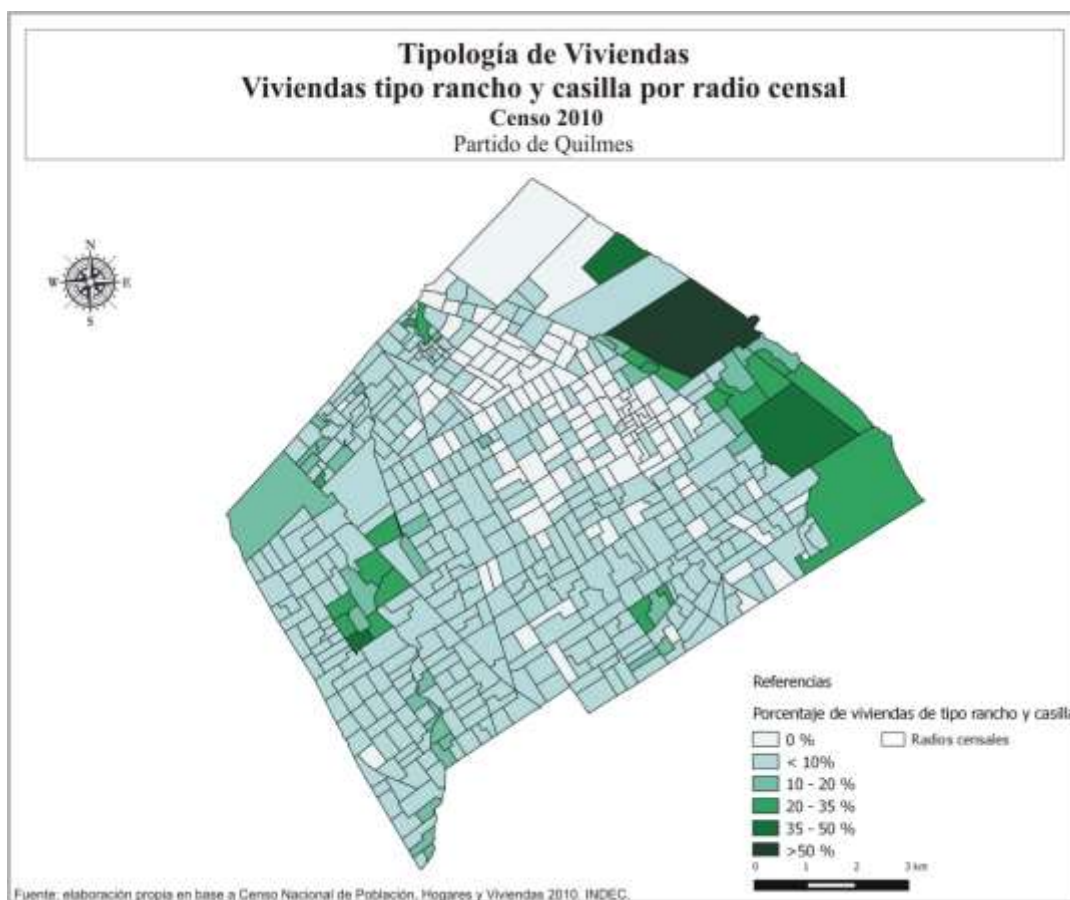 Tipología de Viviendas
Viviendas tipo rancho y casilla por radio censal
Censo 2010
Partido de Quilmes
N
W E
S
Referencias
Porcentaje de viviendas de tipo rancho y casilla
0 % Radios censales
< 10%
10 - 20 %
20 - 35 %
35 - 50 %
>50 %
0 1 2 3 km
Fuente: elaboración propia en base a Censo Nacional de Población, Hogares y Viviendas 2010. INDEC.